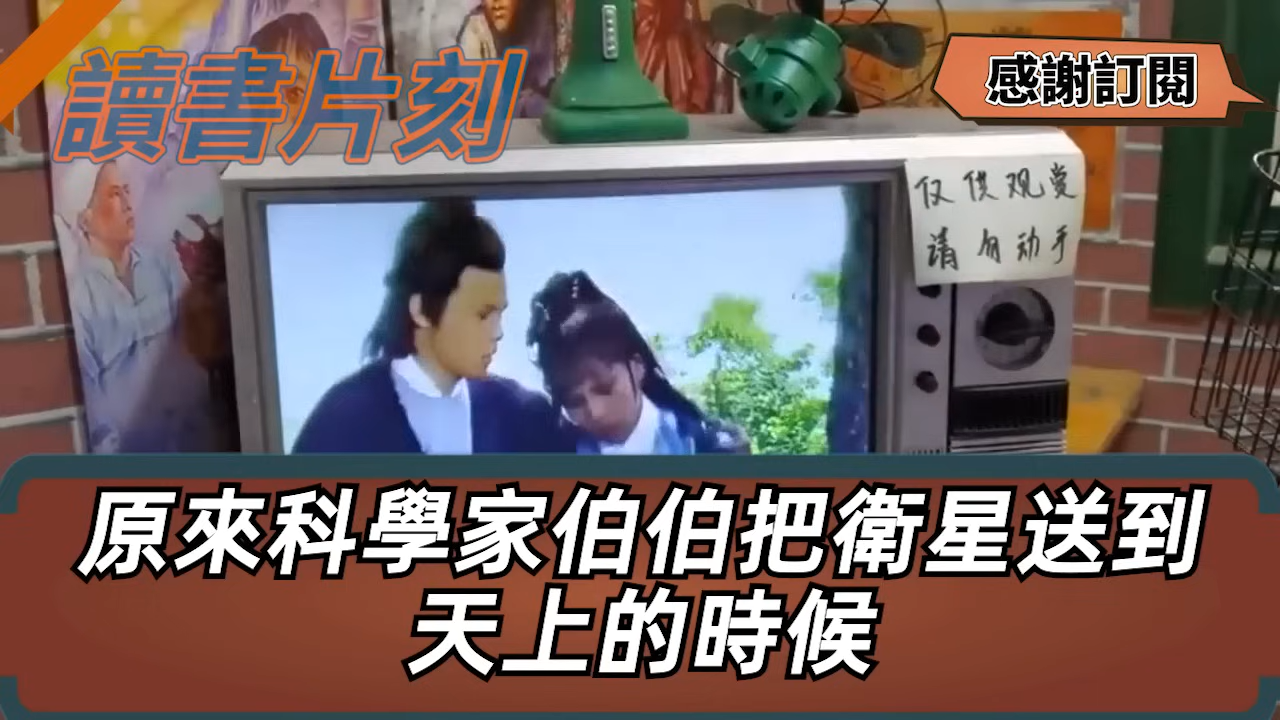 讀書片刻
感謝訂閱
仅供观赏
请勿动手
原來科學家伯伯把衛星送到
天上的時候